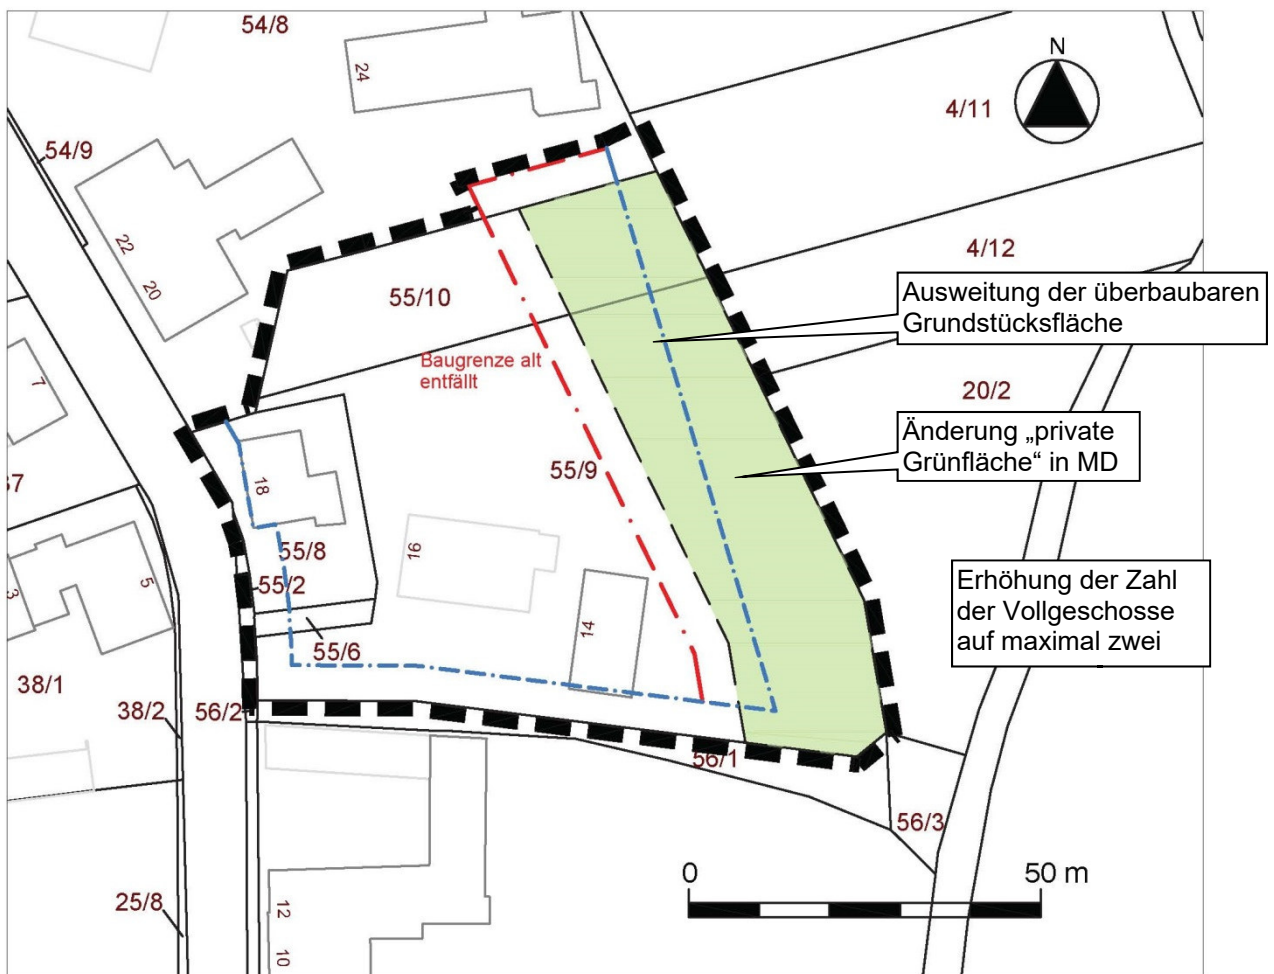 54/8
24
N
4/11
54/9
22
20
4/12
55/10
Ausweitung der überbaubaren
Grundstücksfläche
Baugrenze alt
entfällt
7
20/2
Änderung „private
Grünfläche“ in MD
37
18
55/9
16
55/8
55/2
5
3
14
Erhöhung der Zahl
der Vollgeschosse
auf maximal zwei
55/6
38/1
38/2
56/2
56/1
56/3
0
50 m
25/8
12
10